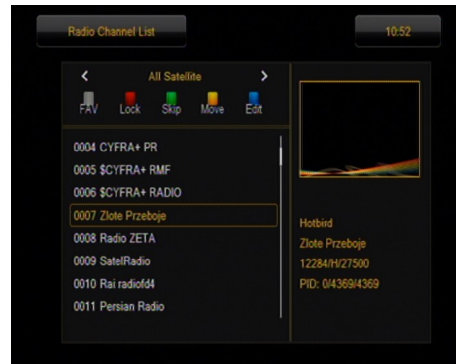 Radio Channel List
10:52
All Satellite
FAV Lock Skip Move Edit
0004 CYFRA+ PR
0005 $CYFRA+ RMF
0006 $CYFRA+ RADIO
0007 Zlote Przeboje
0008 Radio ZETA
0009 SatelRadio
0010 Rai radiofd4
0011 Persian Radio
Hotbird
Zlote Przeboje
12284/H/27500
PID: 0/4369/4369